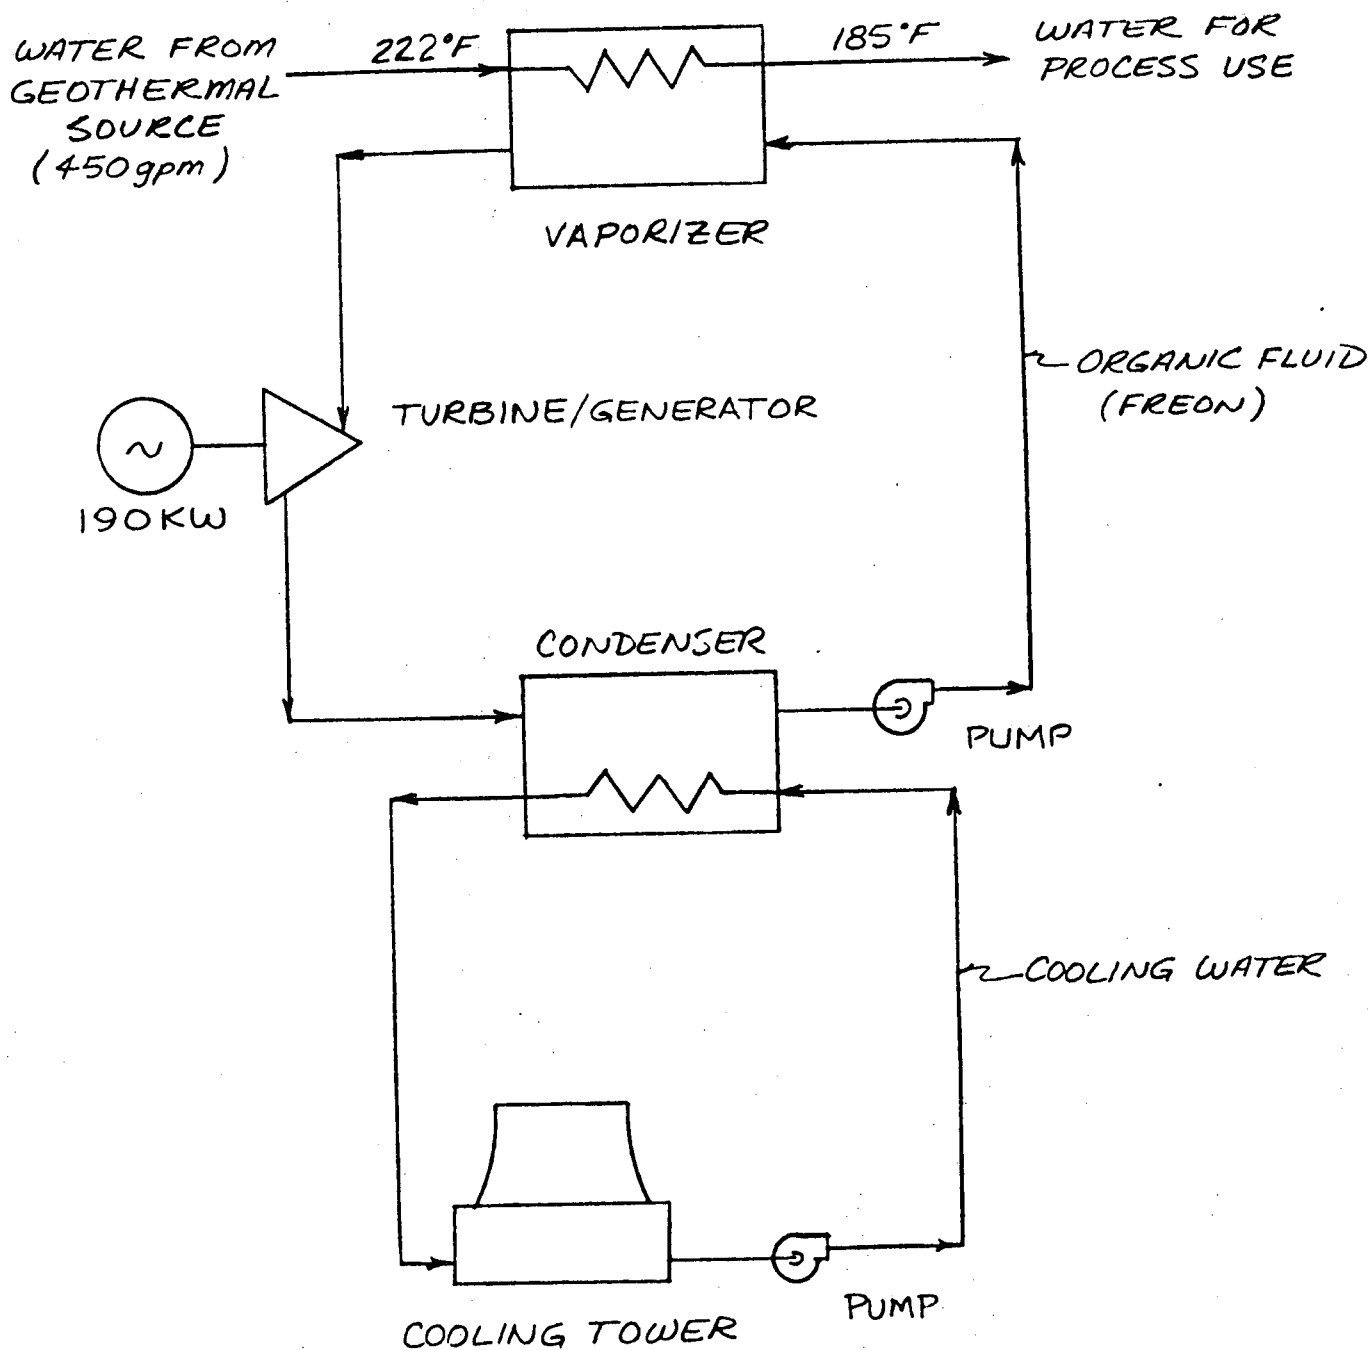 WATER FROM
GEOTHERMAL
SOURCE
(450gpm)
222°F
185°F
WATER FOR
PROCESS USE
VAPORIZER
ORGANIC FLUID
(FREON)
TURBINE/GENERATOR
~
190KW
CONDENSER
PUMP
COOLING WATER
PUMP
COOLING TOWER